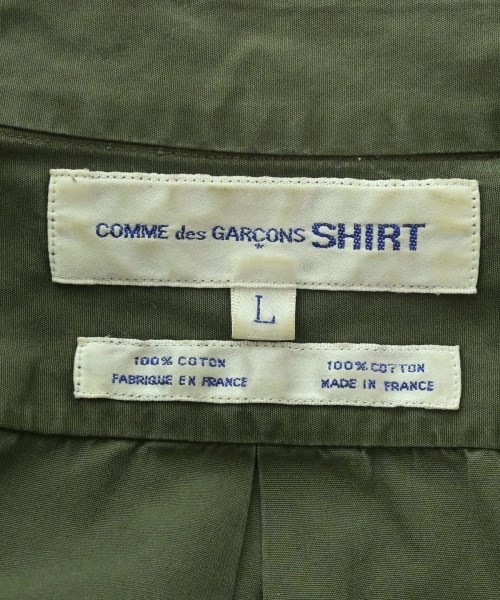 COMME des GARÇONS SHIRT
*
L
100% COTON
FABRIQUE EN FRANCE
100% COTTON
MADE IN FRANCE